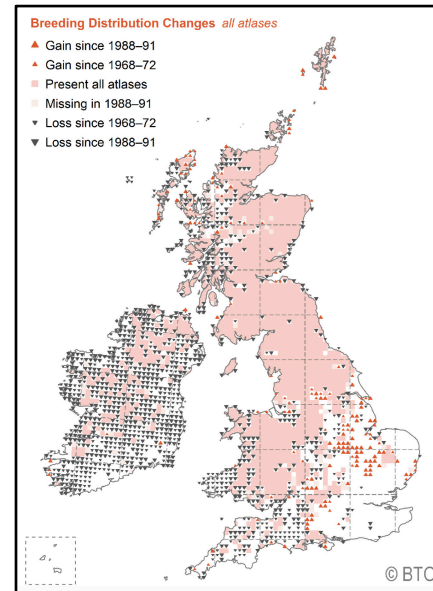 Breeding Distribution Changes all atlases
Gain since 1988–91
Gain since 1968–72
Present all atlases
Missing in 1988–91
Loss since 1968–72
Loss since 1988–91
© BTO